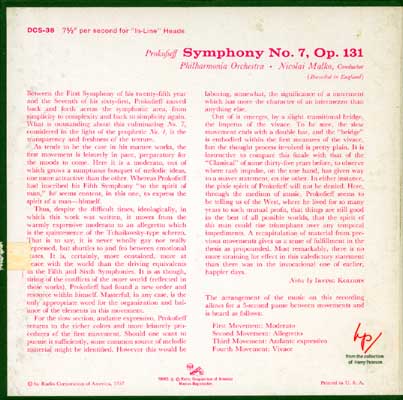 DCS-38 7½" per second for "In-Line" Heads
Prokofieff Symphony No. 7, Op. 131
Philharmonia Orchestra • Nicolai Malko, Conductor
(Recorded in England)
Between the First Symphony of his twenty-fifth year
and the Seventh of his sixty-first, Prokofieff moved
back and forth across the symphonic area, from
simplicity to complexity and back to simplicity again.
What is outstanding about this culminating No. 7,
considered in the light of the prophetic No. 1, is the
transparency and freshness of the texture.
As tends to be the case in his mature works, the
first movement is leisurely in pace, preparatory for
the moods to come. Here it is a moderato, out of
which grows a sumptuous bouquet of melodic ideas,
one more attractive than the other. Whereas Prokofieff
had inscribed his Fifth Symphony "to the spirit of
man," he seems content, in this one, to express the
spirit of a man—himself.
Thus, despite the difficult times, ideologically, in
which this work was written, it moves from the
warmly expressive moderato to an allegretto which
is the quintessence of the Tchaikovsky-type scherzo.
That is to say, it is never wholly gay nor really
depressed, but shuttles to and fro between emotional
states. It is, certainly, more contained, more at
ease with the world than the driving equivalents
in the Fifth and Sixth Symphonies. It is as though,
tiring of the conflicts of the outer world (reflected in
those works), Prokofieff had found a new order and
resource within himself. Masterful, in any case, is the
only appropriate word for the organization and bal-
ance of the elements in this movement.
For the slow section, andante espressivo, Prokofieff
returns to the richer colors and more leisurely pro-
cedures of the first movement. Should one want to
pursue it sufficiently, some common source of melodic
material might be identified. However this would be
laboring, somewhat, the significance of a movement
which has more the character of an intermezzo than
anything else.
Out of it emerges, by a slight transitional bridge,
the impetus of the vivace. To be sure, the slow
movement ends with a double bar, and the "bridge"
is embodied within the first measures of the vivace,
but the thought process involved is pretty plain. It is
instructive to compare this finale with that of the
"Classical" of some thirty-five years before, to observe
where rash impulse, on the one hand, has given way
to a suaver statement, on the other. In either instance,
the pixie spirit of Prokofieff will not be denied. Here,
through the medium of music, Prokofieff seems to
be telling us of the West, where he lived for so many
years to such mutual profit, that things are still good
in the best of all possible worlds, that the spirit of
this man could rise triumphant over any temporal
impediments. A recapitulation of material from pre-
vious movements gives us a sense of fulfillment in the
thesis as propounded. Most remarkably, there is no
more straining for effect in this valedictory statement
than there was in the invocational one of earlier,
happier days.
Notes by IRVING KOLODIN
The arrangement of the music on this recording
allows for a 5-second pause between movements and
is heard as follows:
First Movement: Moderato
Second Movement: Allegretto
Third Movement: Andante espressivo
Fourth Movement: Vivace
hp
from the collection
of Harry Pearson.
© by Radio Corporation of America, 1957
Printed in U. S. A.